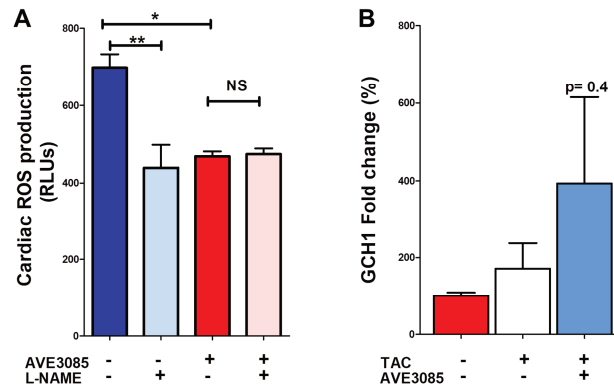 A
Cardiac ROS production
(RLUs)
800
600
400
200
0
*
**
NS
AVE3085 - - + +
L-NAME - + - +
B
GCH1 Fold change (%)
800
600
400
200
0
p= 0.4
TAC - + +
AVE3085 - - +